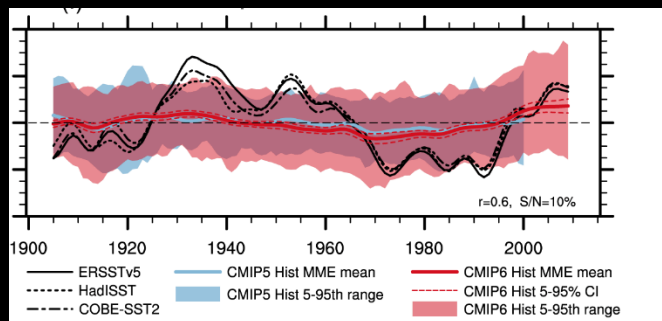 r=0.6, S/N=10%
1900 1920 1940 1960 1980 2000
ERSSTv5 CMIP5 Hist MME mean CMIP6 Hist MME mean
HadISST CMIP5 Hist 5-95th range CMIP6 Hist 5-95% CI
COBE-SST2 CMIP6 Hist 5-95th range